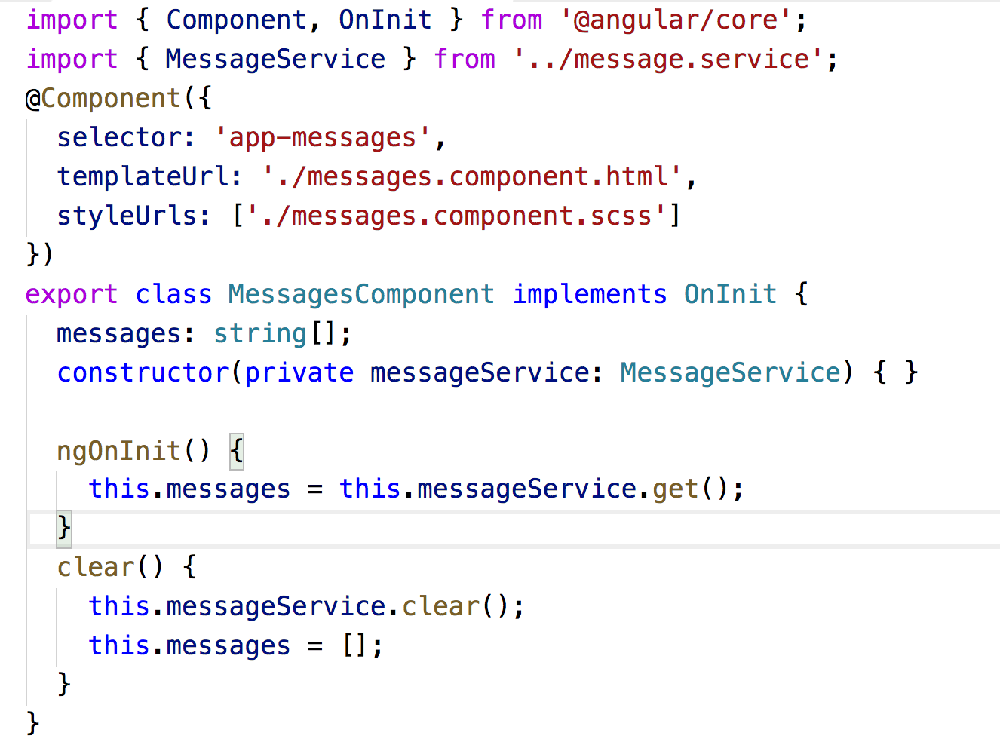 import { Component, OnInit } from '@angular/core';
import { MessageService } from '../message.service';
@Component({
  selector: 'app-messages',
  templateUrl: './messages.component.html',
  styleUrls: ['./messages.component.scss']
})
export class MessagesComponent implements OnInit {
  messages: string[];
  constructor(private messageService: MessageService) { }

  ngOnInit() {
    this.messages = this.messageService.get();
  }
  clear() {
    this.messageService.clear();
    this.messages = [];
  }
}